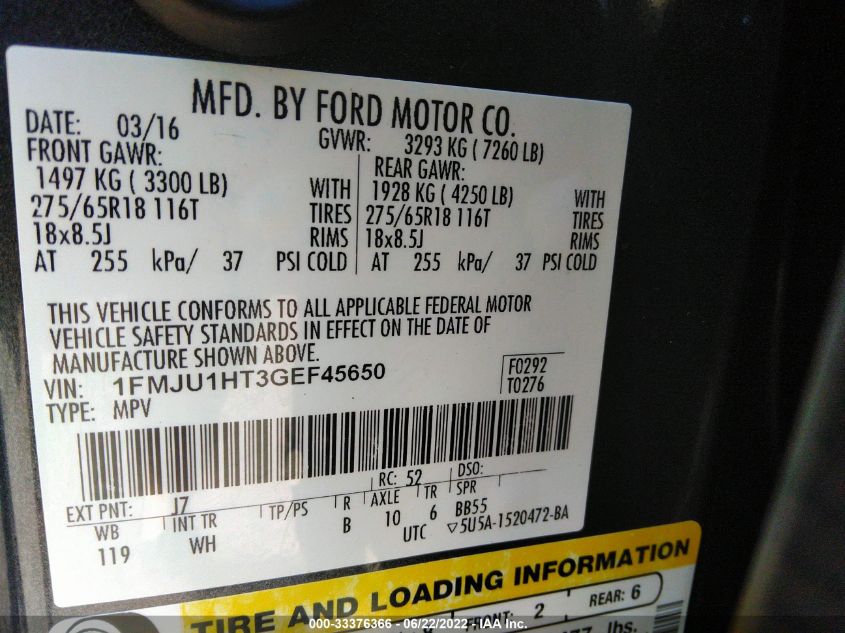 MFD. BY FORD MOTOR CO.
DATE: 03/16 GVWR: 3293 KG ( 7260 LB)
FRONT GAWR: REAR GAWR:
1497 KG ( 3300 LB) WITH 1928 KG ( 4250 LB) WITH
275/65R18 116T TIRES 275/65R18 116T TIRES
18x8.5J RIMS 18x8.5J RIMS
AT 255 kPa/ 37 PSI COLD AT 255 kPa/ 37 PSI COLD
THIS VEHICLE CONFORMS TO ALL APPLICABLE FEDERAL MOTOR
VEHICLE SAFETY STANDARDS IN EFFECT ON THE DATE OF
MANUFACTURE SHOWN ABOVE.
VIN: 1FMJU1HT3GEF45650 F0292
TYPE: MPV T0276
EXT PNT: J7 RC: 52 DSO:
WB INT TR TP/PS R AXLE TR SPR
119 WH B 10 6 BB55
UTC ▽5U5A-1520472-BA
TIRE AND LOADING INFORMATION
FRONT: 2 REAR: 6
lbs.
000-33376366 - 06/22/2022 - IAA Inc.